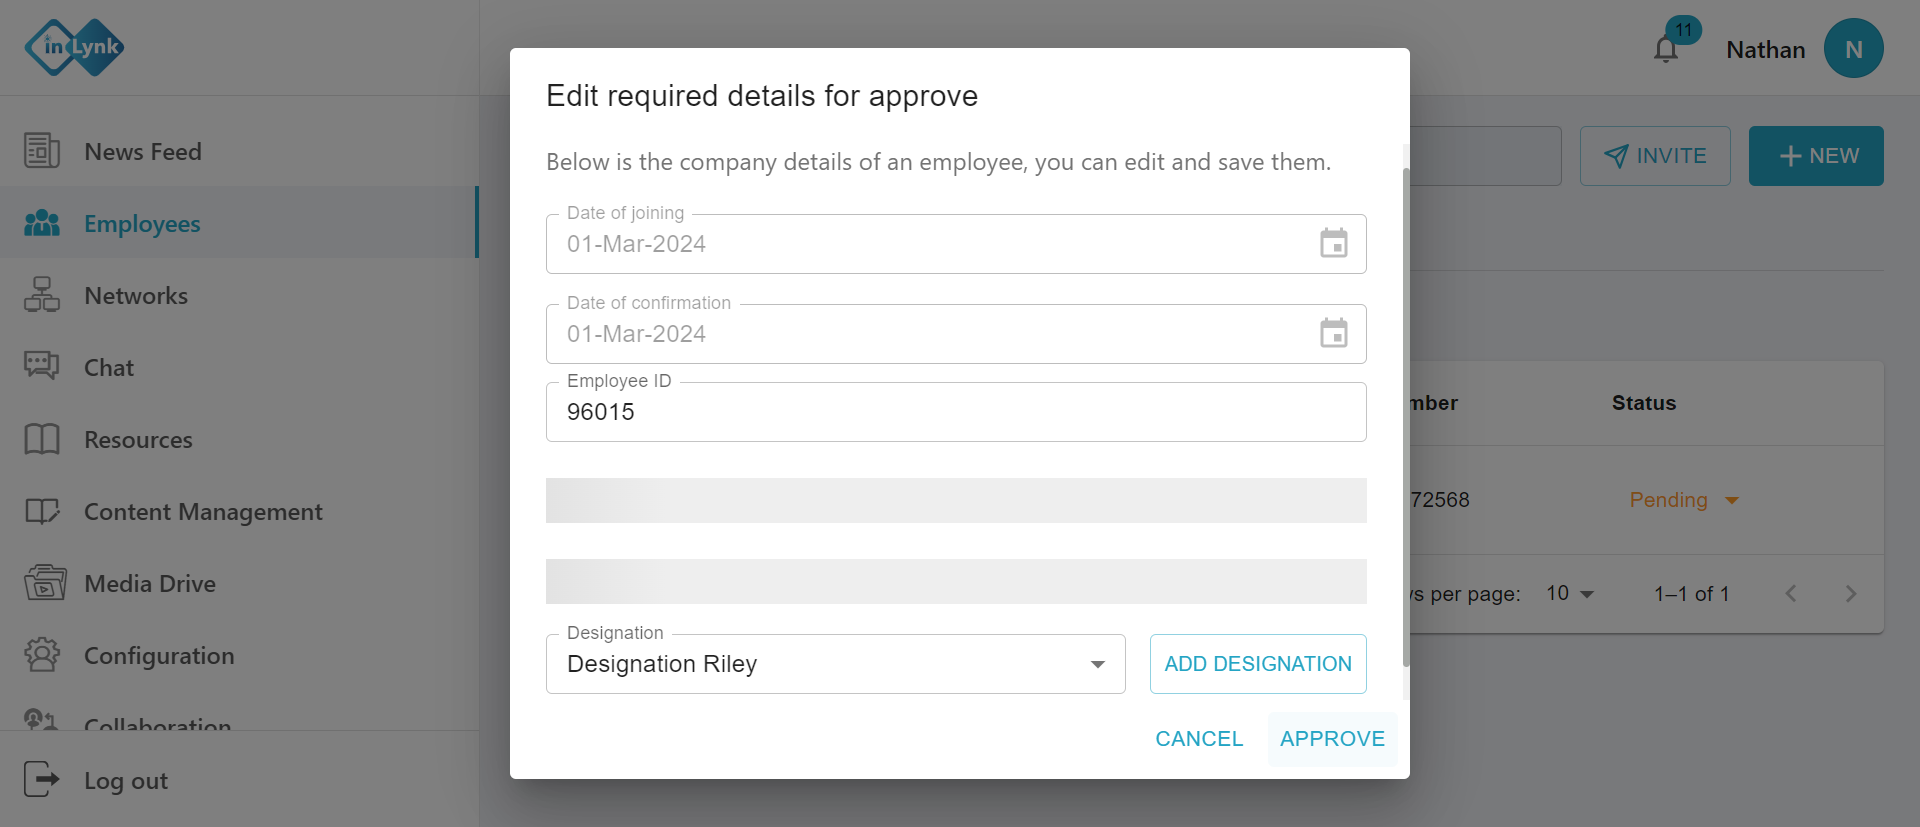 in Lynk
11
Nathan
N
News Feed
Employees
Networks
Chat
Resources
Content Management
Media Drive
Configuration
Collaboration
Log out
INVITE
NEW
Status
72568
Pending
per page:
10
1–1 of 1
Edit required details for approve
Below is the company details of an employee, you can edit and save them.
Date of joining
01-Mar-2024
Date of confirmation
01-Mar-2024
Employee ID
96015
Designation
Designation Riley
ADD DESIGNATION
CANCEL
APPROVE